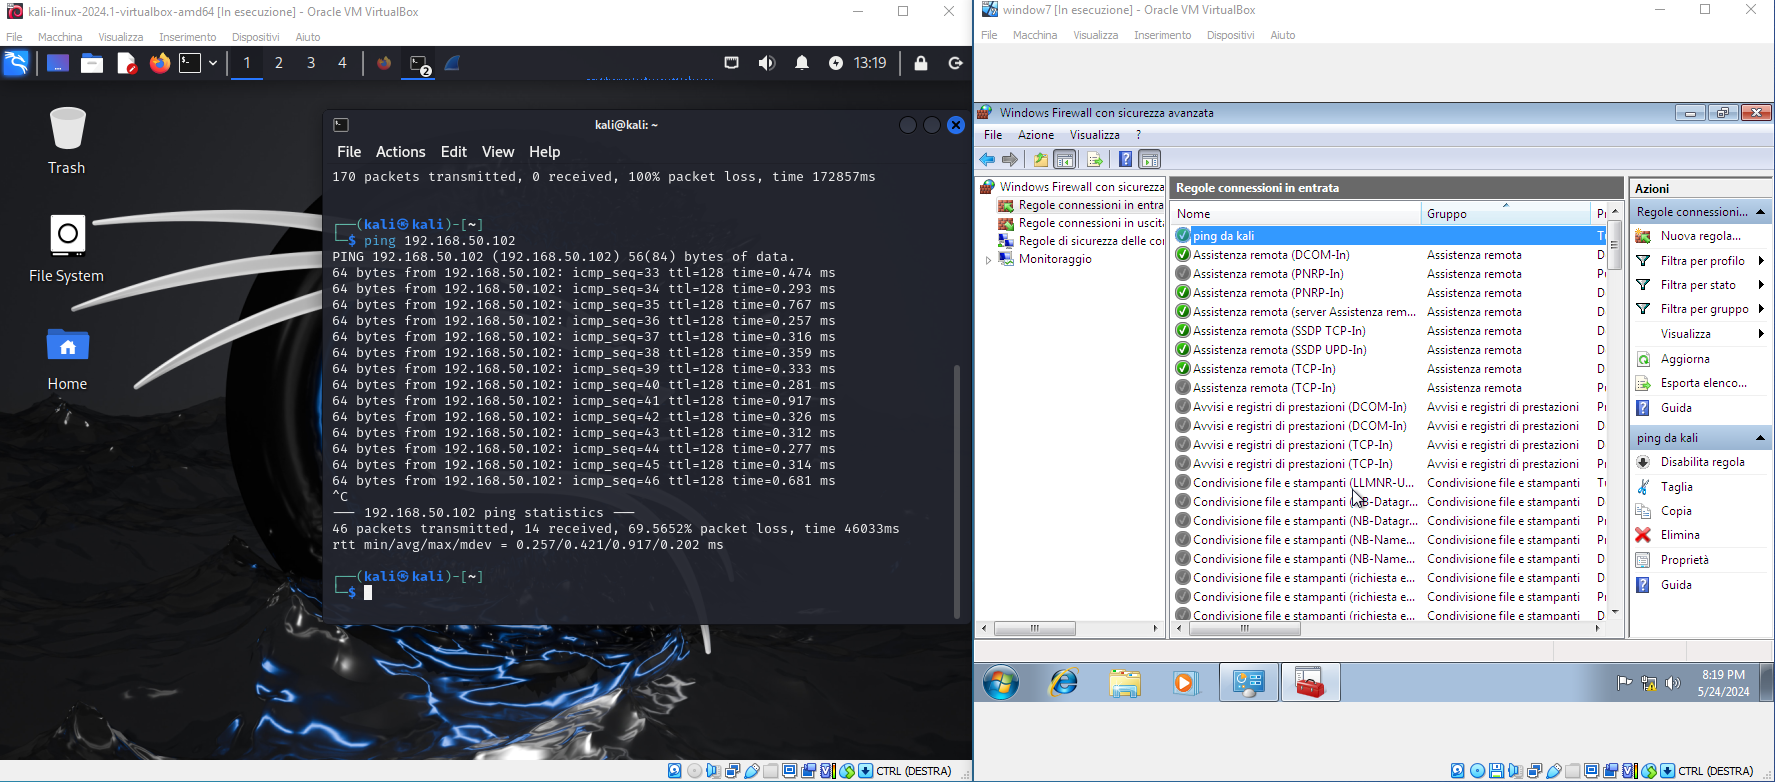 kali-linux-2024.1-virtualbox-amd64 [In esecuzione] - Oracle VM VirtualBox
File Macchina Visualizza Inserimento Dispositivi Aiuto
1 2 3 4 2 13:19
Trash
File System
Home
kali@kali: ~
File Actions Edit View Help
170 packets transmitted, 0 received, 100% packet loss, time 172857ms
┌──(kali㉿kali)-[~]
└─$ ping 192.168.50.102
PING 192.168.50.102 (192.168.50.102) 56(84) bytes of data.
64 bytes from 192.168.50.102: icmp_seq=33 ttl=128 time=0.474 ms
64 bytes from 192.168.50.102: icmp_seq=34 ttl=128 time=0.293 ms
64 bytes from 192.168.50.102: icmp_seq=35 ttl=128 time=0.767 ms
64 bytes from 192.168.50.102: icmp_seq=36 ttl=128 time=0.257 ms
64 bytes from 192.168.50.102: icmp_seq=37 ttl=128 time=0.316 ms
64 bytes from 192.168.50.102: icmp_seq=38 ttl=128 time=0.359 ms
64 bytes from 192.168.50.102: icmp_seq=39 ttl=128 time=0.333 ms
64 bytes from 192.168.50.102: icmp_seq=40 ttl=128 time=0.281 ms
64 bytes from 192.168.50.102: icmp_seq=41 ttl=128 time=0.917 ms
64 bytes from 192.168.50.102: icmp_seq=42 ttl=128 time=0.326 ms
64 bytes from 192.168.50.102: icmp_seq=43 ttl=128 time=0.312 ms
64 bytes from 192.168.50.102: icmp_seq=44 ttl=128 time=0.277 ms
64 bytes from 192.168.50.102: icmp_seq=45 ttl=128 time=0.314 ms
64 bytes from 192.168.50.102: icmp_seq=46 ttl=128 time=0.681 ms
^C
--- 192.168.50.102 ping statistics ---
46 packets transmitted, 14 received, 69.5652% packet loss, time 46033ms
rtt min/avg/max/mdev = 0.257/0.421/0.917/0.202 ms
┌──(kali㉿kali)-[~]
└─$
CTRL (DESTRA)
window7 [In esecuzione] - Oracle VM VirtualBox
File Macchina Visualizza Inserimento Dispositivi Aiuto
Windows Firewall con sicurezza avanzata
File Azione Visualizza ?
Windows Firewall con sicurezza
Regole connessioni in entra
Regole connessioni in uscit
Regole di sicurezza delle cor
Monitoraggio
Regole connessioni in entrata
Nome Gruppo Pr
ping da kali Tu
Assistenza remota (DCOM-In) Assistenza remota D
Assistenza remota (PNRP-In) Assistenza remota P
Assistenza remota (PNRP-In) Assistenza remota D
Assistenza remota (server Assistenza rem... Assistenza remota D
Assistenza remota (SSDP TCP-In) Assistenza remota D
Assistenza remota (SSDP UPD-In) Assistenza remota D
Assistenza remota (TCP-In) Assistenza remota D
Assistenza remota (TCP-In) Assistenza remota P
Avvisi e registri di prestazioni (DCOM-In) Avvisi e registri di prestazioni P
Avvisi e registri di prestazioni (DCOM-In) Avvisi e registri di prestazioni D
Avvisi e registri di prestazioni (TCP-In) Avvisi e registri di prestazioni D
Avvisi e registri di prestazioni (TCP-In) Avvisi e registri di prestazioni P
Condivisione file e stampanti (LLMNR-U... Condivisione file e stampanti Tu
Condivisione file e stampanti (NB-Datagr... Condivisione file e stampanti D
Condivisione file e stampanti (NB-Datagr... Condivisione file e stampanti P
Condivisione file e stampanti (NB-Name... Condivisione file e stampanti P
Condivisione file e stampanti (NB-Name... Condivisione file e stampanti D
Condivisione file e stampanti (richiesta e... Condivisione file e stampanti D
Condivisione file e stampanti (richiesta e... Condivisione file e stampanti P
Condivisione file e stampanti (richiesta e... Condivisione file e stampanti D
Azioni
Regole connessioni...
Nuova regola...
Filtra per profilo
Filtra per stato
Filtra per gruppo
Visualizza
Aggiorna
Esporta elenco...
Guida
ping da kali
Disabilita regola
Taglia
Copia
Elimina
Proprietà
Guida
8:19 PM
5/24/2024
CTRL (DESTRA)